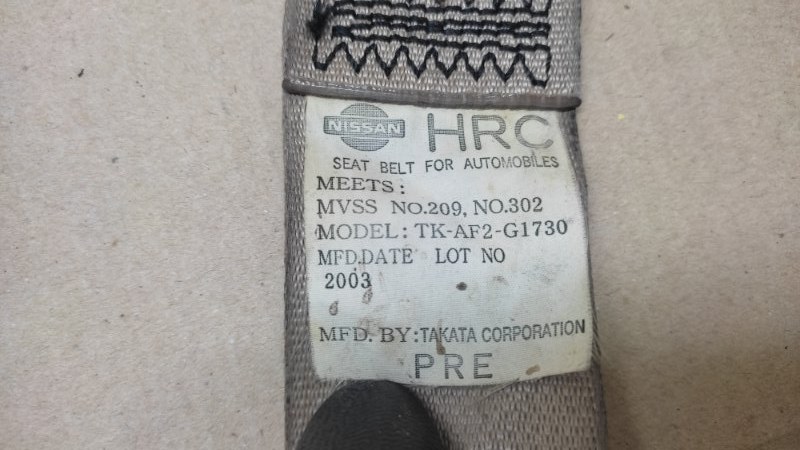 NISSAN HRC
SEAT BELT FOR AUTOMOBILES
MEETS:
MVSS NO.209, NO.302
MODEL: TK-AF2-G1730
MFD.DATE LOT NO
2003
MFD. BY: TAKATA CORPORATION
PRE